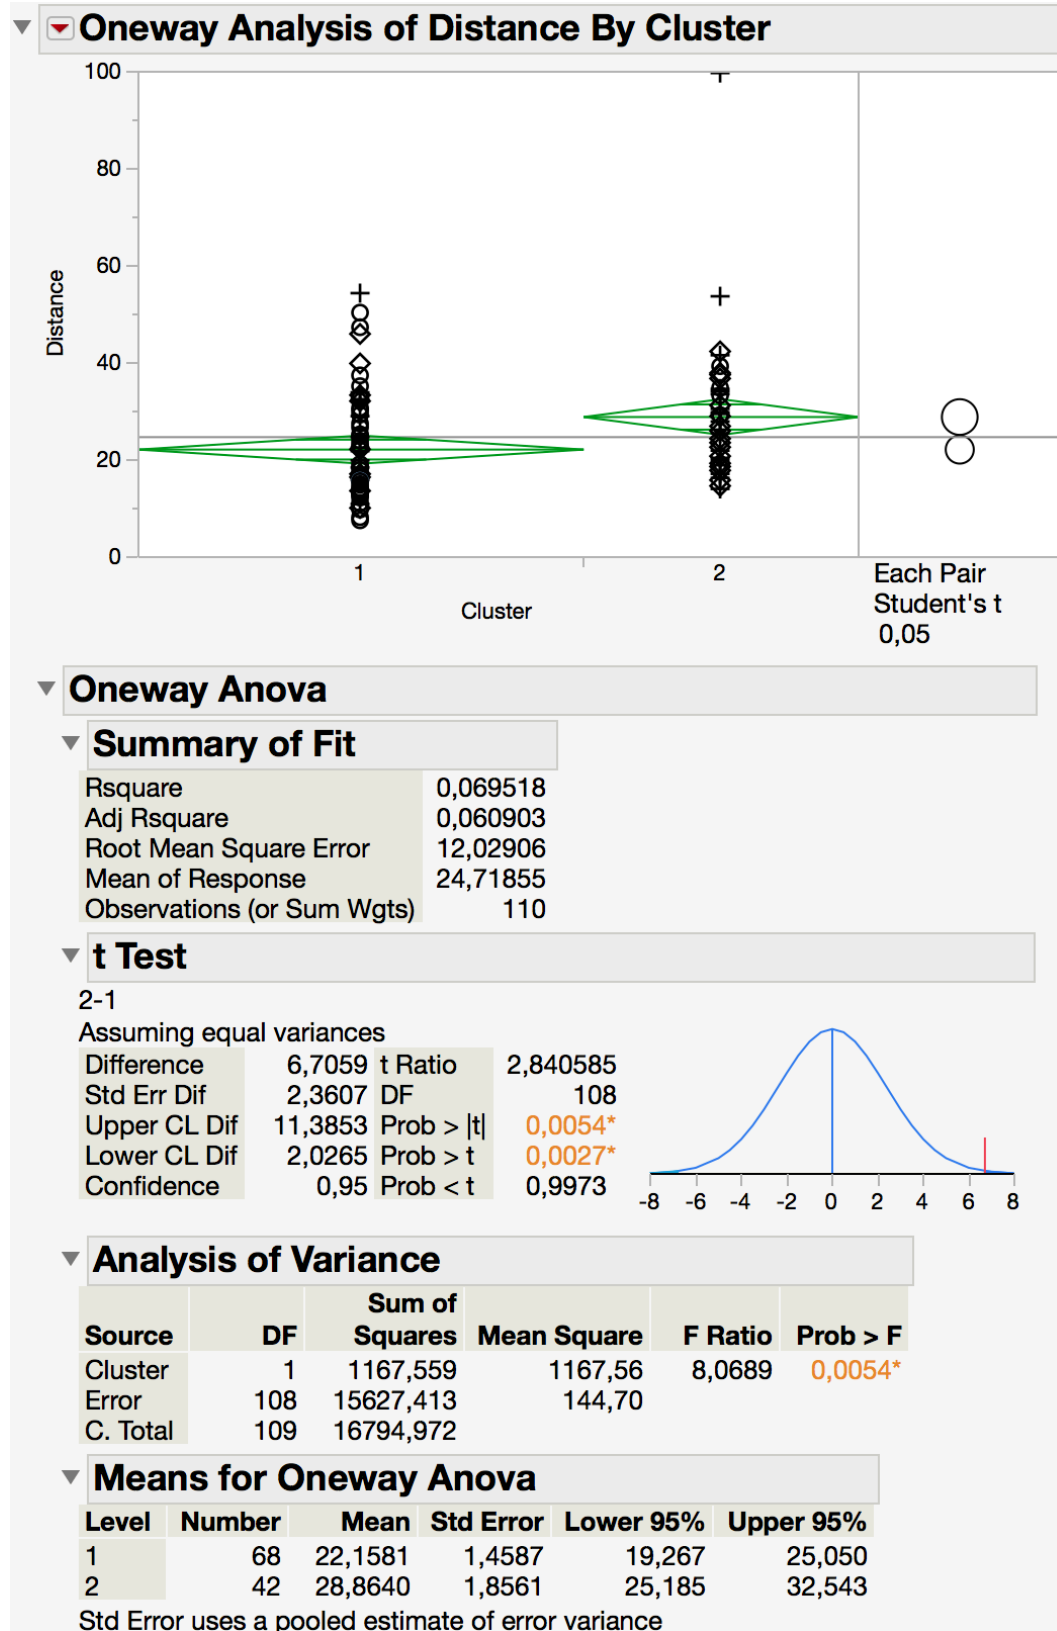 Oneway Analysis of Distance By Cluster
100
80
60
40
20
0
Distance
1
2
Cluster
Each Pair
Student's t
0,05
Oneway Anova
Summary of Fit
Rsquare 0,069518
Adj Rsquare 0,060903
Root Mean Square Error 12,02906
Mean of Response 24,71855
Observations (or Sum Wgts) 110
t Test
2-1
Assuming equal variances
Difference 6,7059 t Ratio 2,840585
Std Err Dif 2,3607 DF 108
Upper CL Dif 11,3853 Prob > |t| 0,0054*
Lower CL Dif 2,0265 Prob > t 0,0027*
Confidence 0,95 Prob < t 0,9973
-8 -6 -4 -2 0 2 4 6 8
Analysis of Variance
Sum of
Source DF Squares Mean Square F Ratio Prob > F
Cluster 1 1167,559 1167,56 8,0689 0,0054*
Error 108 15627,413 144,70
C. Total 109 16794,972
Means for Oneway Anova
Level Number Mean Std Error Lower 95% Upper 95%
1 68 22,1581 1,4587 19,267 25,050
2 42 28,8640 1,8561 25,185 32,543
Std Error uses a pooled estimate of error variance